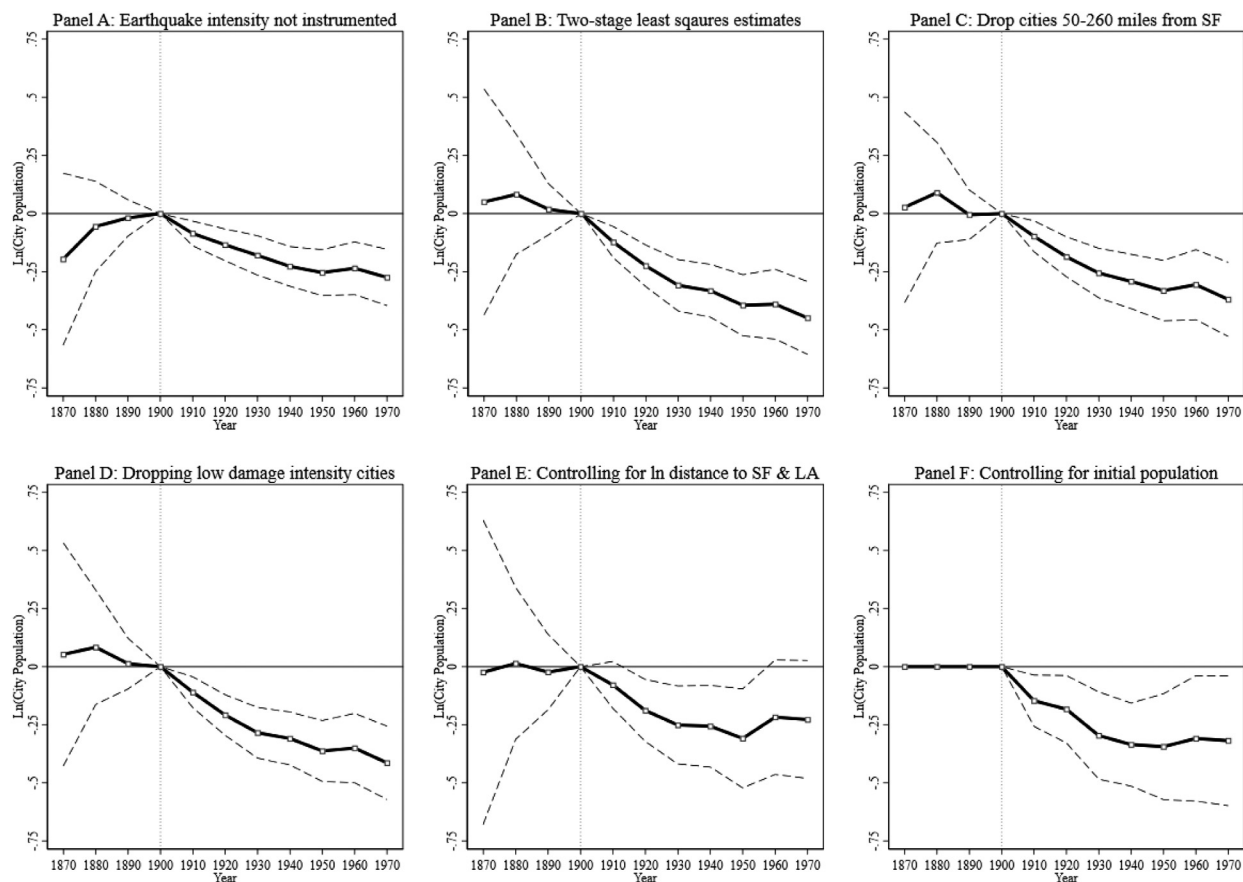 Panel A: Earthquake intensity not instrumented
Ln(City Population)
.75
.5
.25
0
-.25
-.5
-.75
1870 1880 1890 1900 1910 1920 1930 1940 1950 1960 1970
Year
Panel B: Two-stage least sqaures estimates
Ln(City Population)
.75
.5
.25
0
-.25
-.5
-.75
1870 1880 1890 1900 1910 1920 1930 1940 1950 1960 1970
Year
Panel C: Drop cities 50-260 miles from SF
Ln(City Population)
.75
.5
.25
0
-.25
-.5
-.75
1870 1880 1890 1900 1910 1920 1930 1940 1950 1960 1970
Year
Panel D: Dropping low damage intensity cities
Ln(City Population)
.75
.5
.25
0
-.25
-.5
-.75
1870 1880 1890 1900 1910 1920 1930 1940 1950 1960 1970
Year
Panel E: Controlling for ln distance to SF & LA
Ln(City Population)
.75
.5
.25
0
-.25
-.5
-.75
1870 1880 1890 1900 1910 1920 1930 1940 1950 1960 1970
Year
Panel F: Controlling for initial population
Ln(City Population)
.75
.5
.25
0
-.25
-.5
-.75
1870 1880 1890 1900 1910 1920 1930 1940 1950 1960 1970
Year